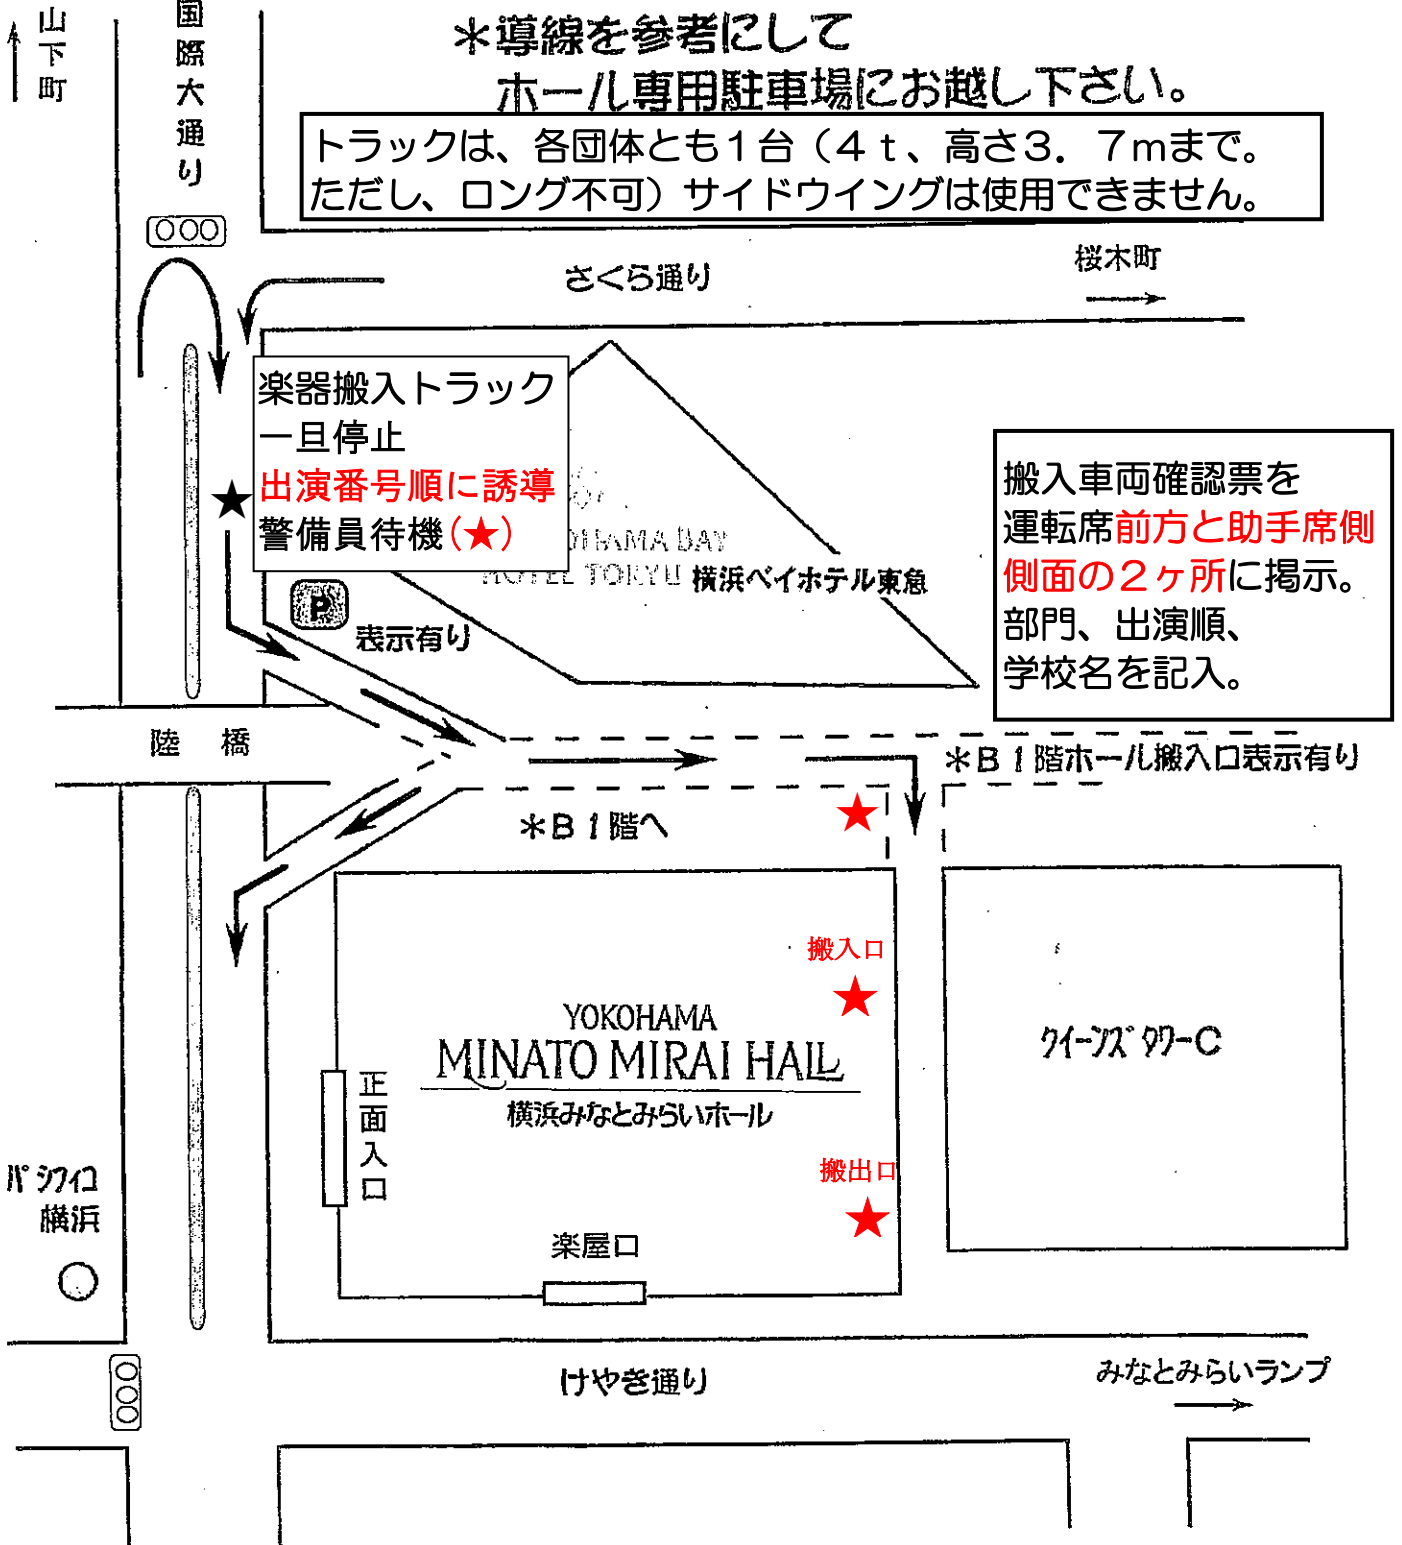 山下町
国際大通り
＊導線を参考にして
ホール専用駐車場にお越し下さい。
トラックは、各団体とも１台（４ｔ、高さ３．７ｍまで。
ただし、ロング不可）サイドウイングは使用できません。
さくら通り
桜木町
楽器搬入トラック
一旦停止
出演番号順に誘導
警備員待機（★）
★
HAMA BAY
HOTEL TOKYU 横浜ベイホテル東急
搬入車両確認票を
運転席前方と助手席側
側面の２ヶ所に掲示。
部門、出演順、
学校名を記入。
P
表示有り
陸橋
＊B1階ホール搬入口表示有り
＊B1階へ
★
搬入口
★
YOKOHAMA
MINATO MIRAI HALL
横浜みなとみらいホール
クイーンズタワーC
正面入口
搬出口
★
パシフィコ
横浜
楽屋口
けやき通り
みなとみらいランプ